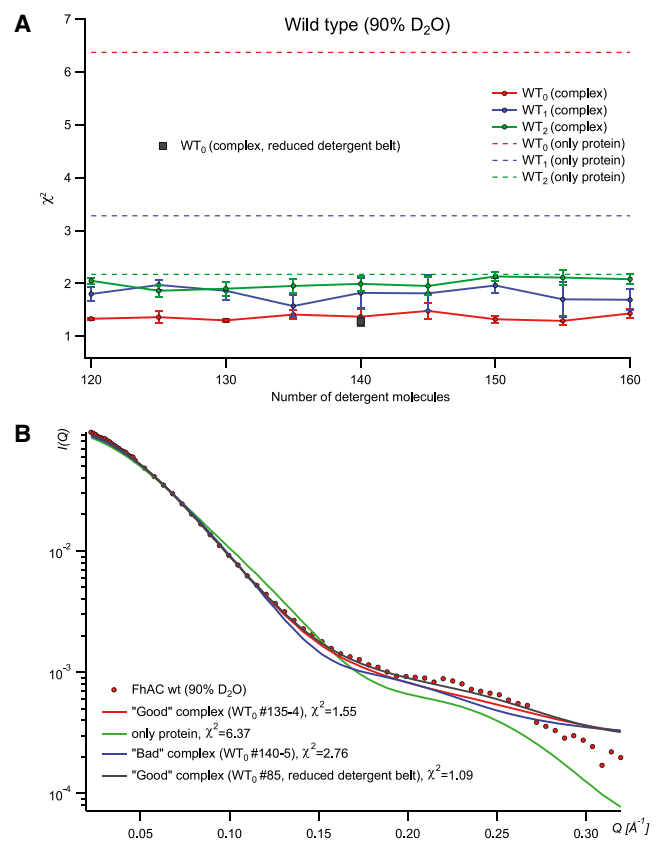 A
Wild type (90% D₂O)
7
6
5
4
3
2
1
χ²
WT₀ (complex)
WT₁ (complex)
WT₂ (complex)
WT₀ (only protein)
WT₁ (only protein)
WT₂ (only protein)
WT₀ (complex, reduced detergent belt)
120
130
140
150
160
Number of detergent molecules
B
I(Q)
10⁻²
10⁻³
10⁻⁴
FhAC wt (90% D₂O)
"Good" complex (WT₀ #135-4), χ²=1.55
only protein, χ²=6.37
"Bad" complex (WT₀ #140-5), χ²=2.76
"Good" complex (WT₀ #85, reduced detergent belt), χ²=1.09
0.05
0.10
0.15
0.20
0.25
0.30
Q [Å⁻¹]